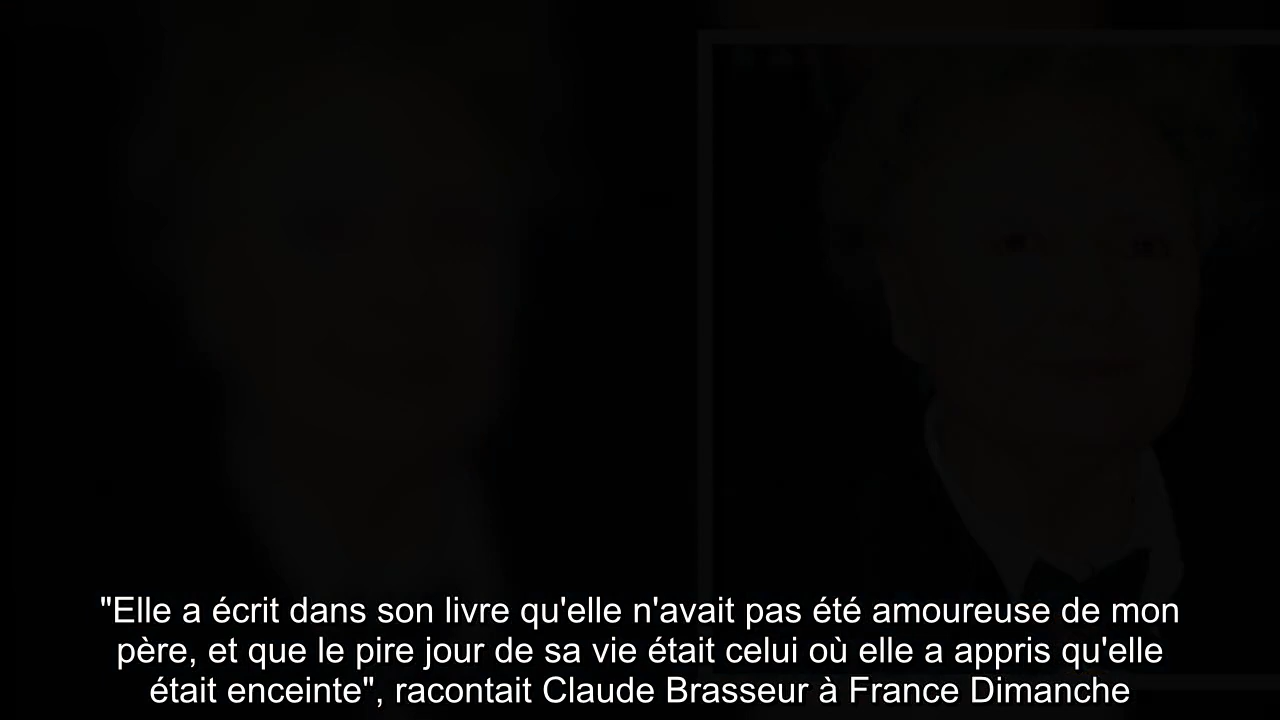 "Elle a écrit dans son livre qu'elle n'avait pas été amoureuse de mon
père, et que le pire jour de sa vie était celui où elle a appris qu'elle
était enceinte", racontait Claude Brasseur à France Dimanche